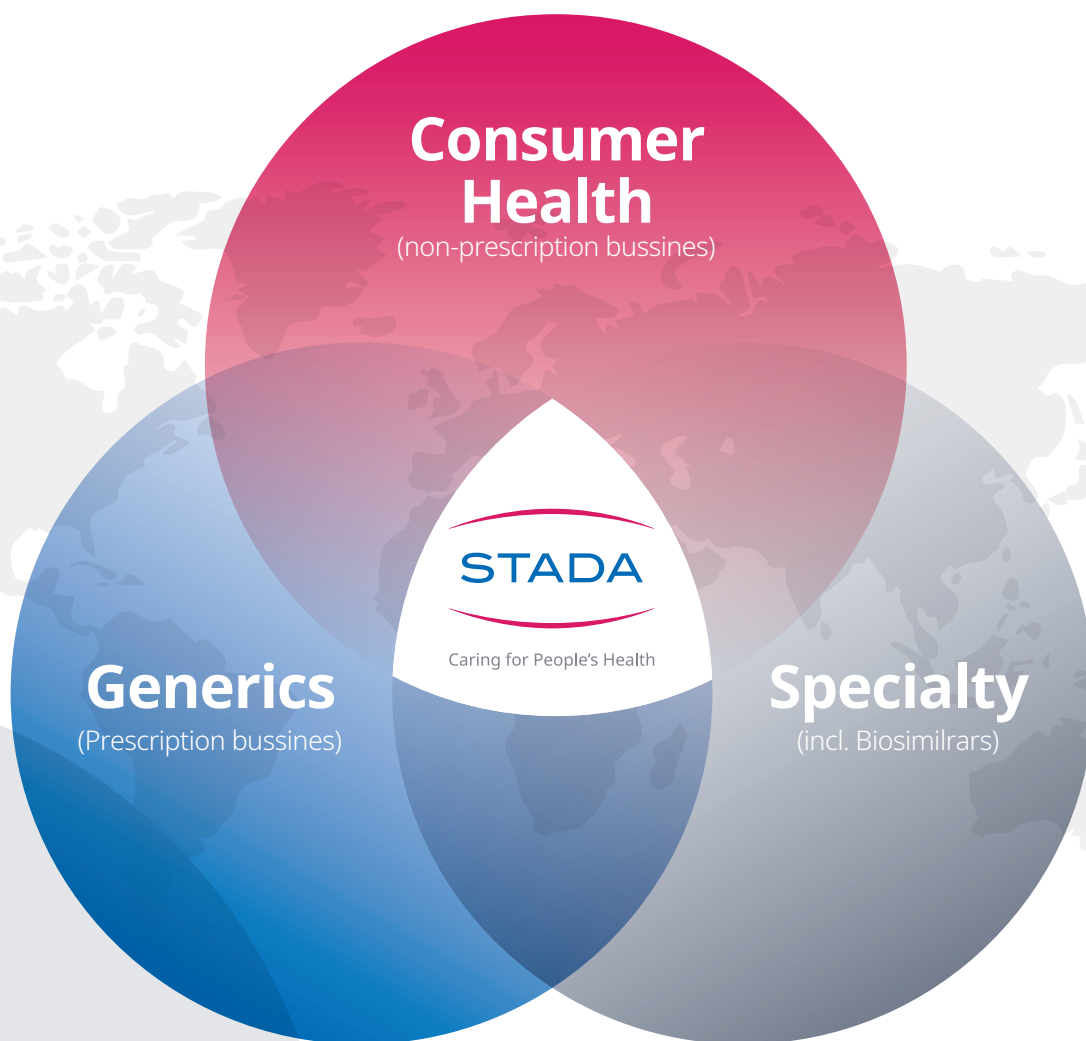 Consumer
Health
(non-prescription bussines)
STADA
Caring for People's Health
Generics
(Prescription bussines)
Specialty
(incl. Biosimilrars)